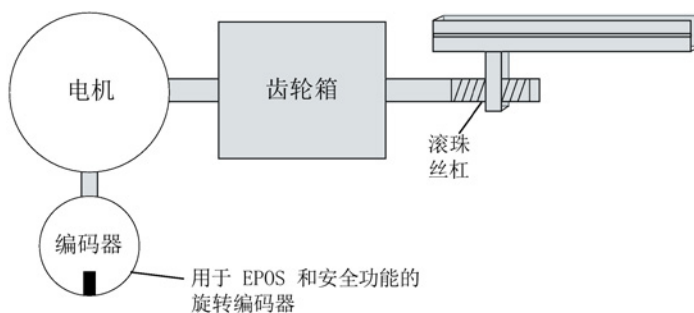 电机
齿轮箱
滚珠
丝杠
编码器
用于 EPOS 和安全功能的
旋转编码器